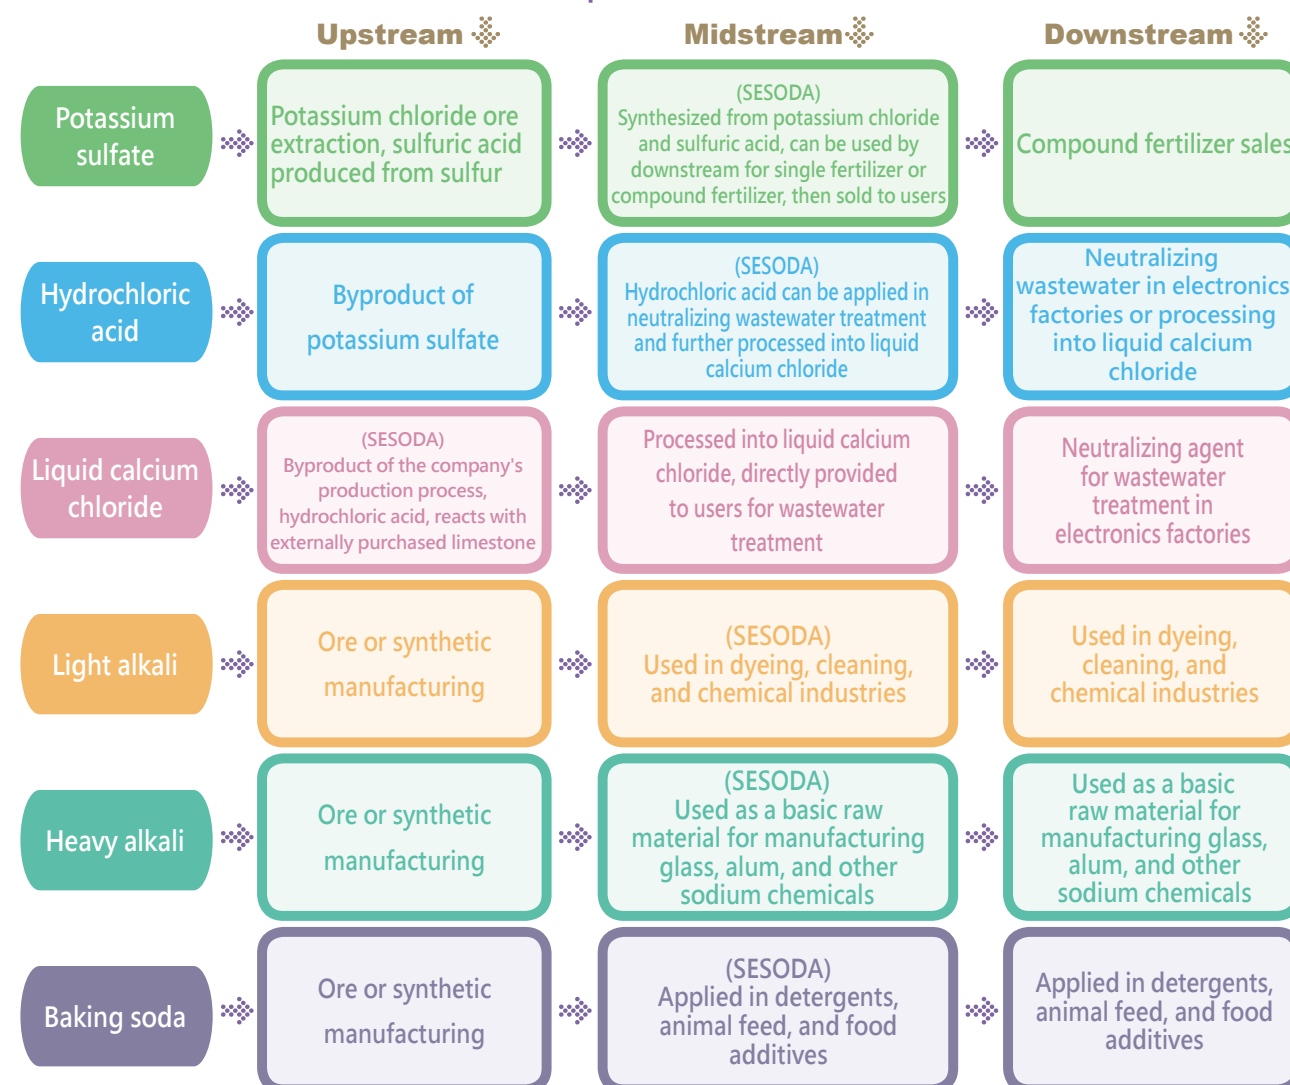 Upstream
Midstream
Downstream
Potassium
sulfate
Potassium chloride ore
extraction, sulfuric acid
produced from sulfur
(SESODA)
Synthesized from potassium chloride
and sulfuric acid, can be used by
downstream for single fertilizer or
compound fertilizer, then sold to users
Compound fertilizer sales
Hydrochloric
acid
Byproduct of
potassium sulfate
(SESODA)
Hydrochloric acid can be applied in
neutralizing wastewater treatment
and further processed into liquid
calcium chloride
Neutralizing
wastewater in electronics
factories or processing
into liquid calcium
chloride
Liquid calcium
chloride
(SESODA)
Byproduct of the company's
production process,
hydrochloric acid, reacts with
externally purchased limestone
Processed into liquid calcium
chloride, directly provided
to users for wastewater
treatment
Neutralizing agent
for wastewater
treatment in
electronics factories
Light alkali
Ore or synthetic
manufacturing
(SESODA)
Used in dyeing, cleaning,
and chemical industries
Used in dyeing,
cleaning, and
chemical industries
Heavy alkali
Ore or synthetic
manufacturing
(SESODA)
Used as a basic raw
material for manufacturing
glass, alum, and other
sodium chemicals
Used as a basic
raw material for
manufacturing glass,
alum, and other
sodium chemicals
Baking soda
Ore or synthetic
manufacturing
(SESODA)
Applied in detergents,
animal feed, and food
additives
Applied in detergents,
animal feed, and food
additives